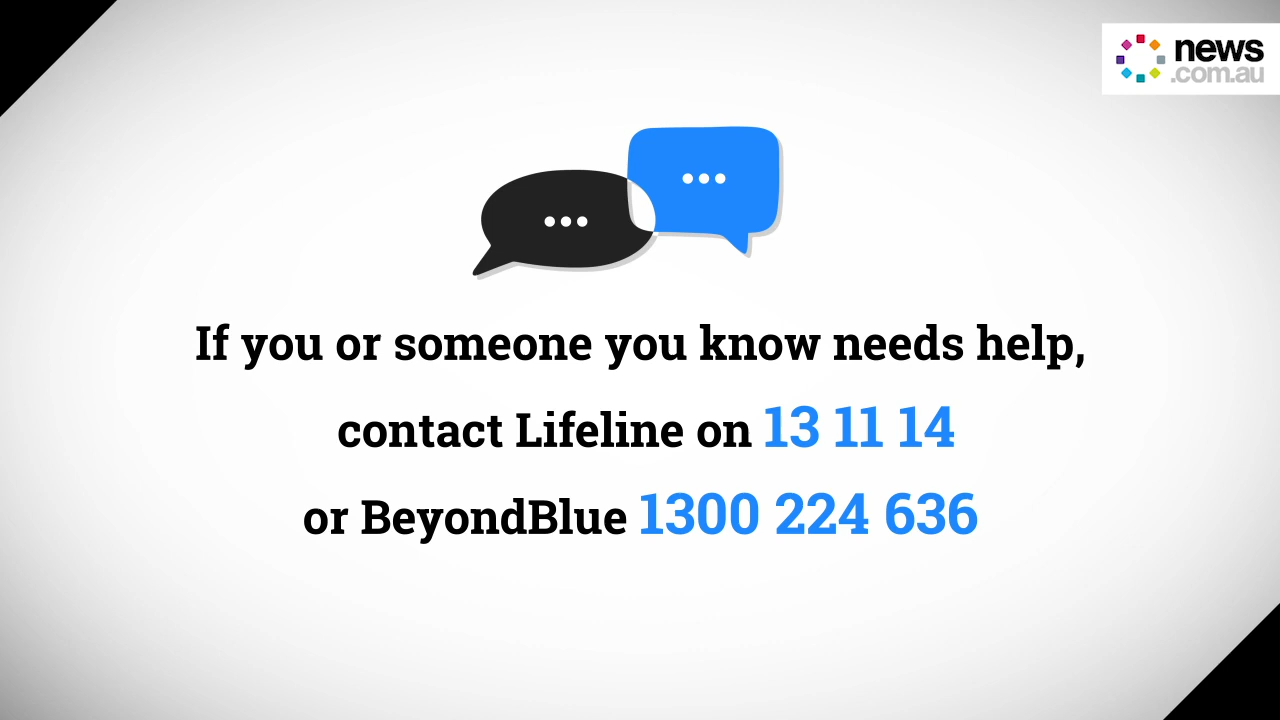 news
.com.au
If you or someone you know needs help,
contact Lifeline on 13 11 14
or BeyondBlue 1300 224 636